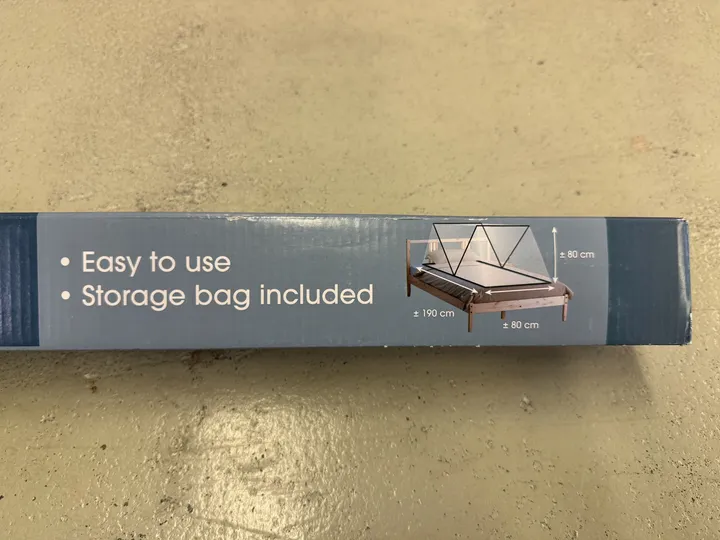 • Easy to use
• Storage bag included
± 80 cm
± 190 cm
± 80 cm